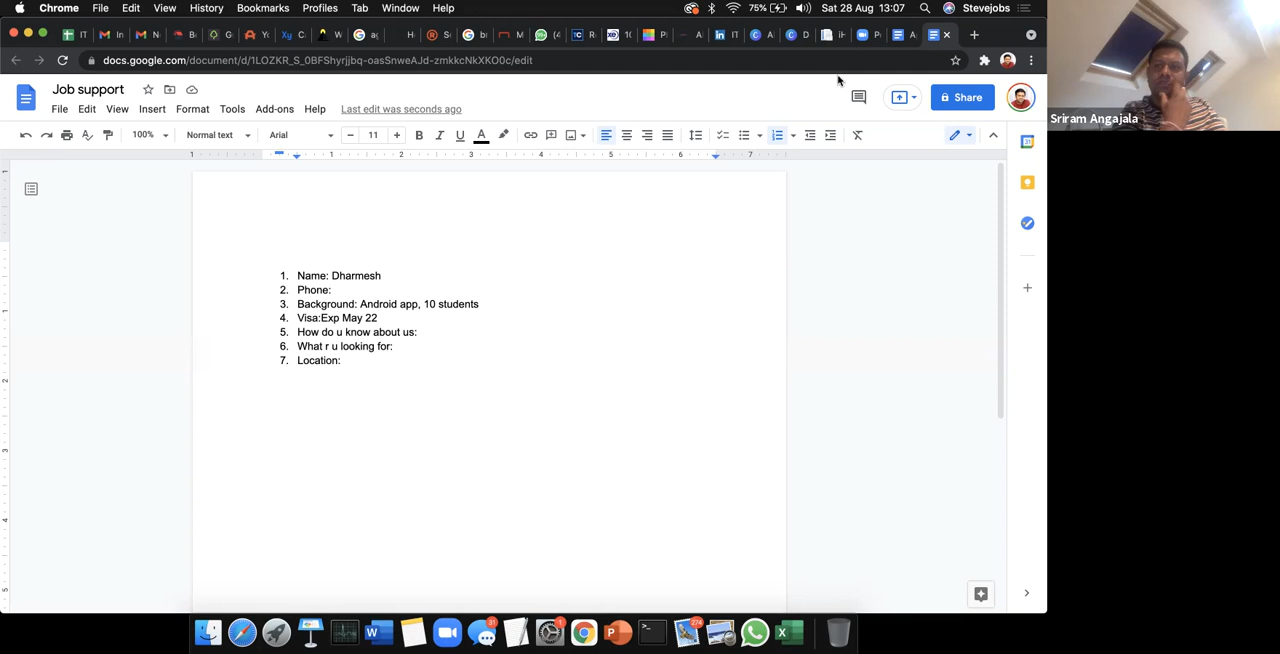 Chrome File Edit View History Bookmarks Profiles Tab Window Help 75% Sat 28 Aug 13:07 Stevejobs
docs.google.com/document/d/1LOZKR_S_0BFShyrjjbq-oasSnweAJd-zmkkcNkXKO0c/edit
Job support
File Edit View Insert Format Tools Add-ons Help Last edit was seconds ago
Share
Sriram Angajala
100% Normal text Arial 11
1. Name: Dharmesh
2. Phone:
3. Background: Android app, 10 students
4. Visa:Exp May 22
5. How do u know about us:
6. What r u looking for:
7. Location: